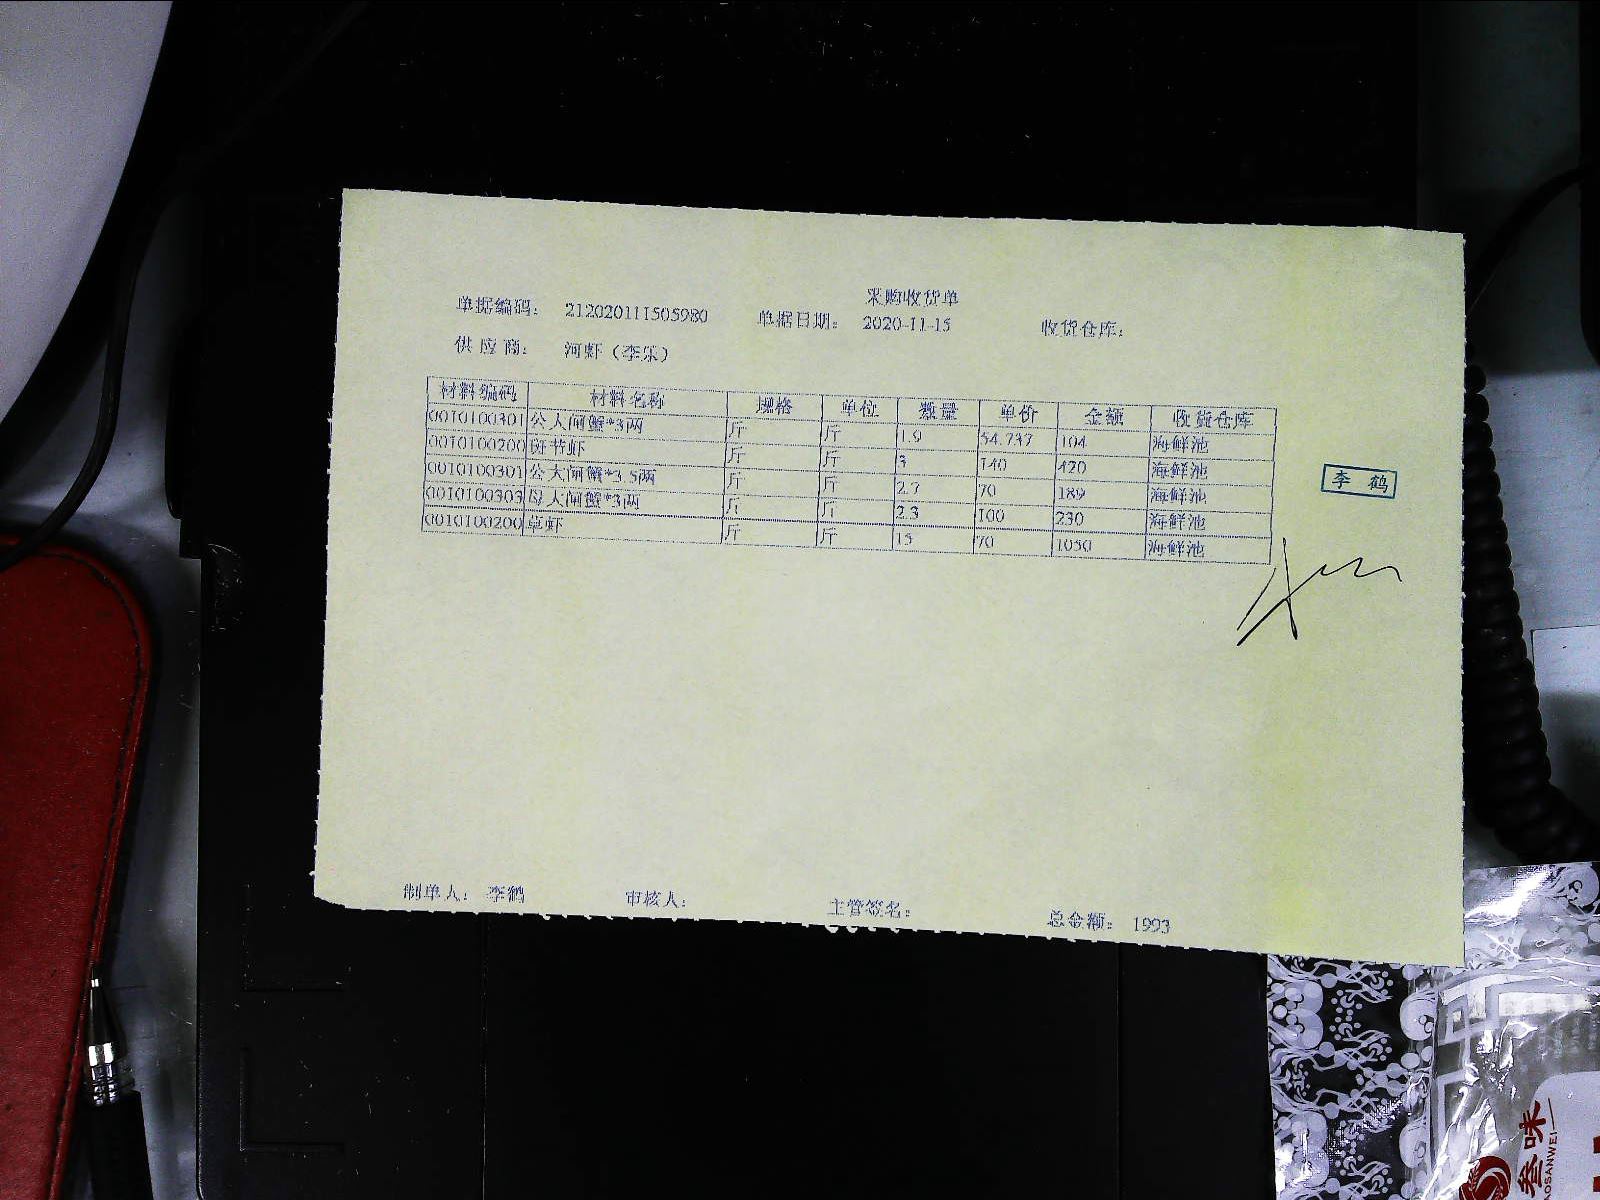 采购收货单
单据编码： 212020111505980 单据日期： 2020-11-15 收货仓库：
供应商： 河虾（李乐）
材料编码 材料名称 规格 单位 数量 单价 金额 收货仓库
0010100301 公大闸蟹*3两 斤 斤 1.9 54.737 104 海鲜池
0010100200 斑节虾 斤 斤 3 140 420 海鲜池
0010100301 公大闸蟹*3.5两 斤 斤 2.7 70 189 海鲜池
0010100303 母大闸蟹*3两 斤 斤 2.3 100 230 海鲜池
0010100200 草虾 斤 斤 15 70 1050 海鲜池
李鹤
制单人： 李鹤 审核人： 主管签名： 总金额： 1993
叁味
OSANWEI